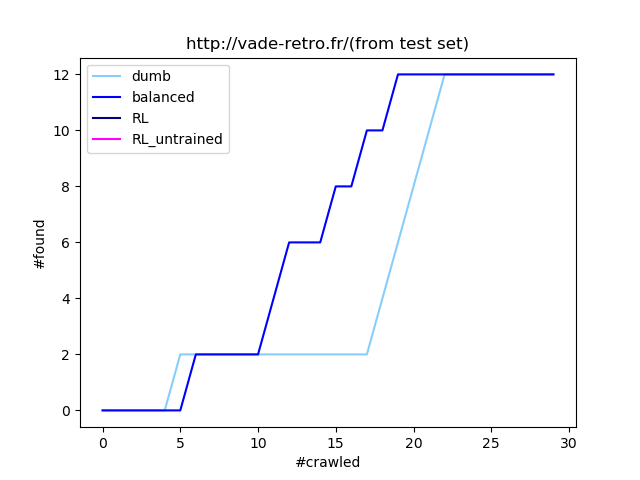 http://vade-retro.fr/(from test set)
dumb
balanced
RL
RL_untrained
12
10
8
6
4
2
0
#found
0 5 10 15 20 25 30
#crawled